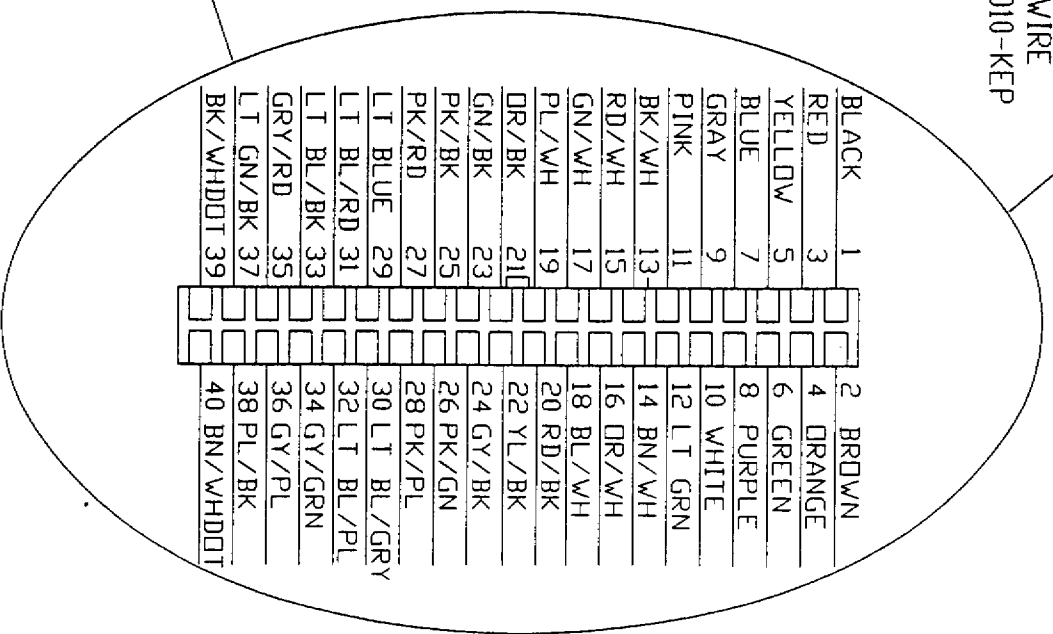 WIRE
010-KEP
BLACK 1
RED 3
YELLOW 5
BLUE 7
GRAY 9
PINK 11
BK/WH 13
RD/WH 15
GN/WH 17
PL/WH 19
OR/BK 21
GN/BK 23
PK/BK 25
PK/RD 27
LT BLUE 29
LT BL/RD 31
LT BL/BK 33
GRY/RD 35
LT GN/BK 37
BK/WHDOT 39
2 BROWN
4 ORANGE
6 GREEN
8 PURPLE
10 WHITE
12 LT GRN
14 BN/WH
16 OR/WH
18 BL/WH
20 RD/BK
22 YL/BK
24 GY/BK
26 PK/GN
28 PK/PL
30 LT BL/GRY
32 LT BL/PL
34 GY/GRN
36 GY/PL
38 PL/BK
40 BN/WHDOT